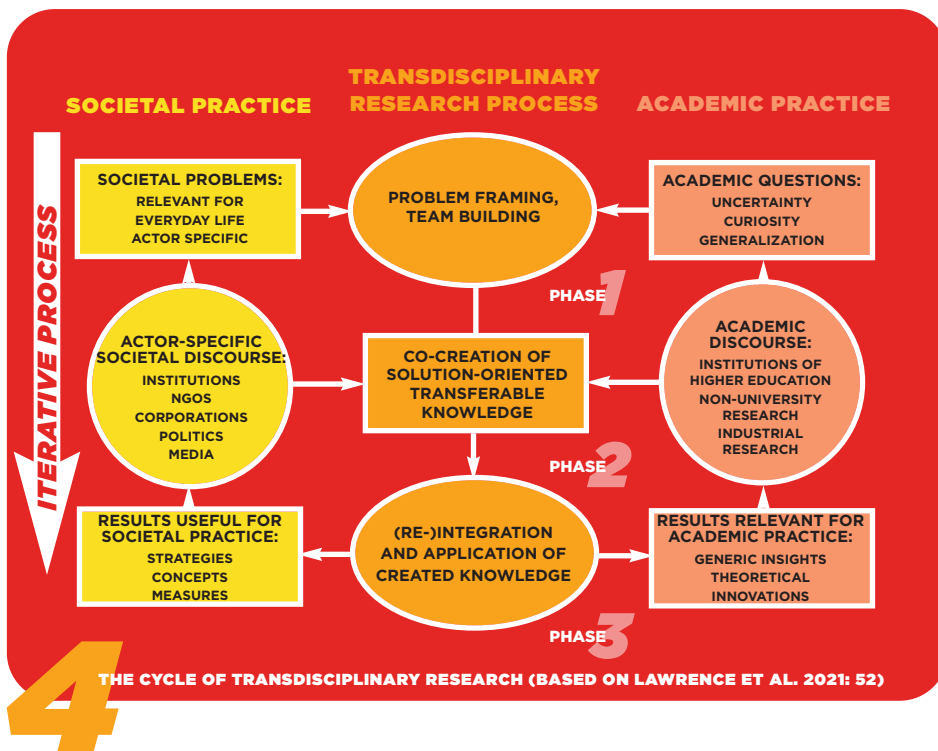 TRANSDISCIPLINARY
RESEARCH PROCESS
SOCIETAL PRACTICE
ACADEMIC PRACTICE
ITERATIVE PROCESS
SOCIETAL PROBLEMS:
RELEVANT FOR
EVERYDAY LIFE
ACTOR SPECIFIC
PROBLEM FRAMING,
TEAM BUILDING
ACADEMIC QUESTIONS:
UNCERTAINTY
CURIOSITY
GENERALIZATION
PHASE 1
ACTOR-SPECIFIC
SOCIETAL DISCOURSE:
INSTITUTIONS
NGOS
CORPORATIONS
POLITICS
MEDIA
CO-CREATION OF
SOLUTION-ORIENTED
TRANSFERABLE
KNOWLEDGE
ACADEMIC
DISCOURSE:
INSTITUTIONS OF
HIGHER EDUCATION
NON-UNIVERSITY
RESEARCH
INDUSTRIAL
RESEARCH
PHASE 2
RESULTS USEFUL FOR
SOCIETAL PRACTICE:
STRATEGIES
CONCEPTS
MEASURES
(RE-)INTEGRATION
AND APPLICATION OF
CREATED KNOWLEDGE
RESULTS RELEVANT FOR
ACADEMIC PRACTICE:
GENERIC INSIGHTS
THEORETICAL
INNOVATIONS
PHASE 3
4
THE CYCLE OF TRANSDISCIPLINARY RESEARCH (BASED ON LAWRENCE ET AL. 2021: 52)